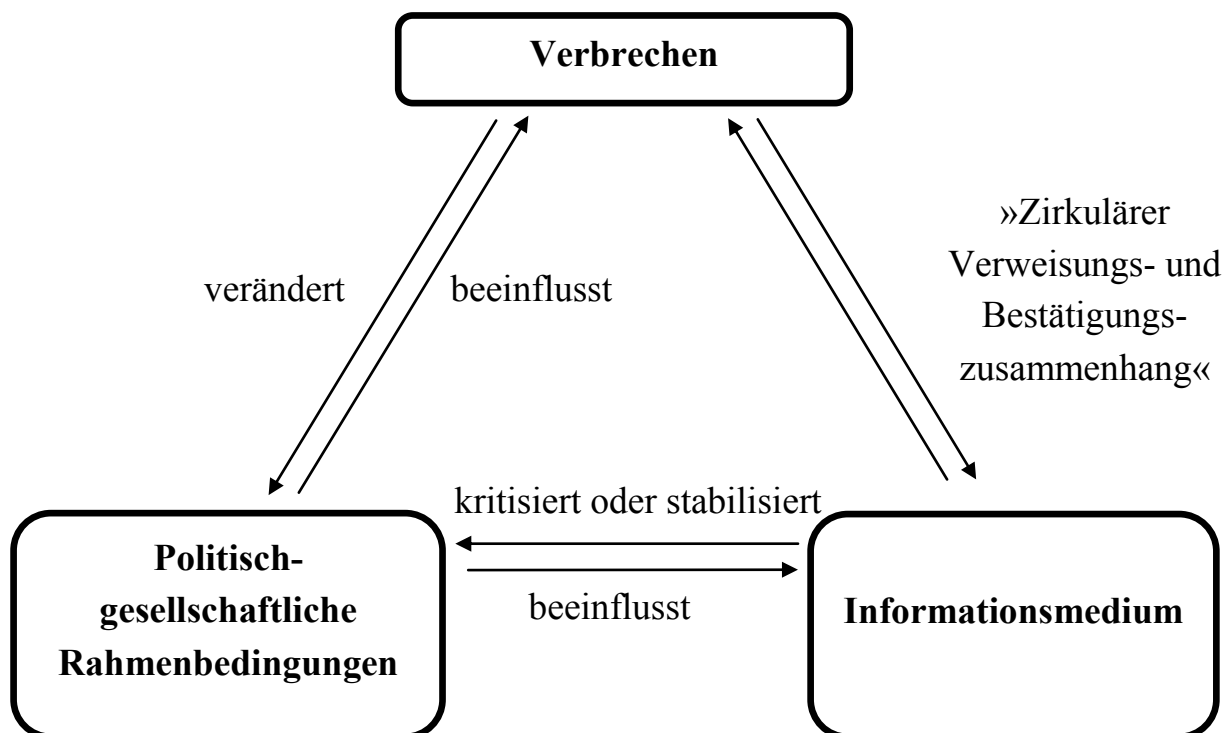 Verbrechen
»Zirkulärer
Verweisungs- und
Bestätigungs-
zusammenhang«
verändert
beeinflusst
kritisiert oder stabilisiert
beeinflusst
Politisch-
gesellschaftliche
Rahmenbedingungen
Informationsmedium